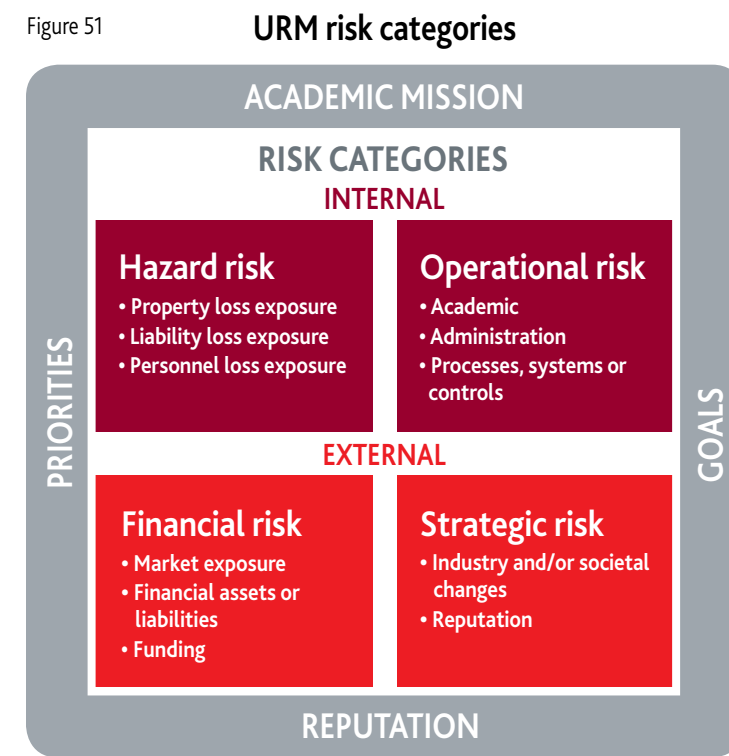 Figure 51
URM risk categories
ACADEMIC MISSION
RISK CATEGORIES
INTERNAL
Hazard risk
• Property loss exposure
• Liability loss exposure
• Personnel loss exposure
Operational risk
• Academic
• Administration
• Processes, systems or
controls
PRIORITIES
GOALS
EXTERNAL
Financial risk
• Market exposure
• Financial assets or
liabilities
• Funding
Strategic risk
• Industry and/or societal
changes
• Reputation
REPUTATION